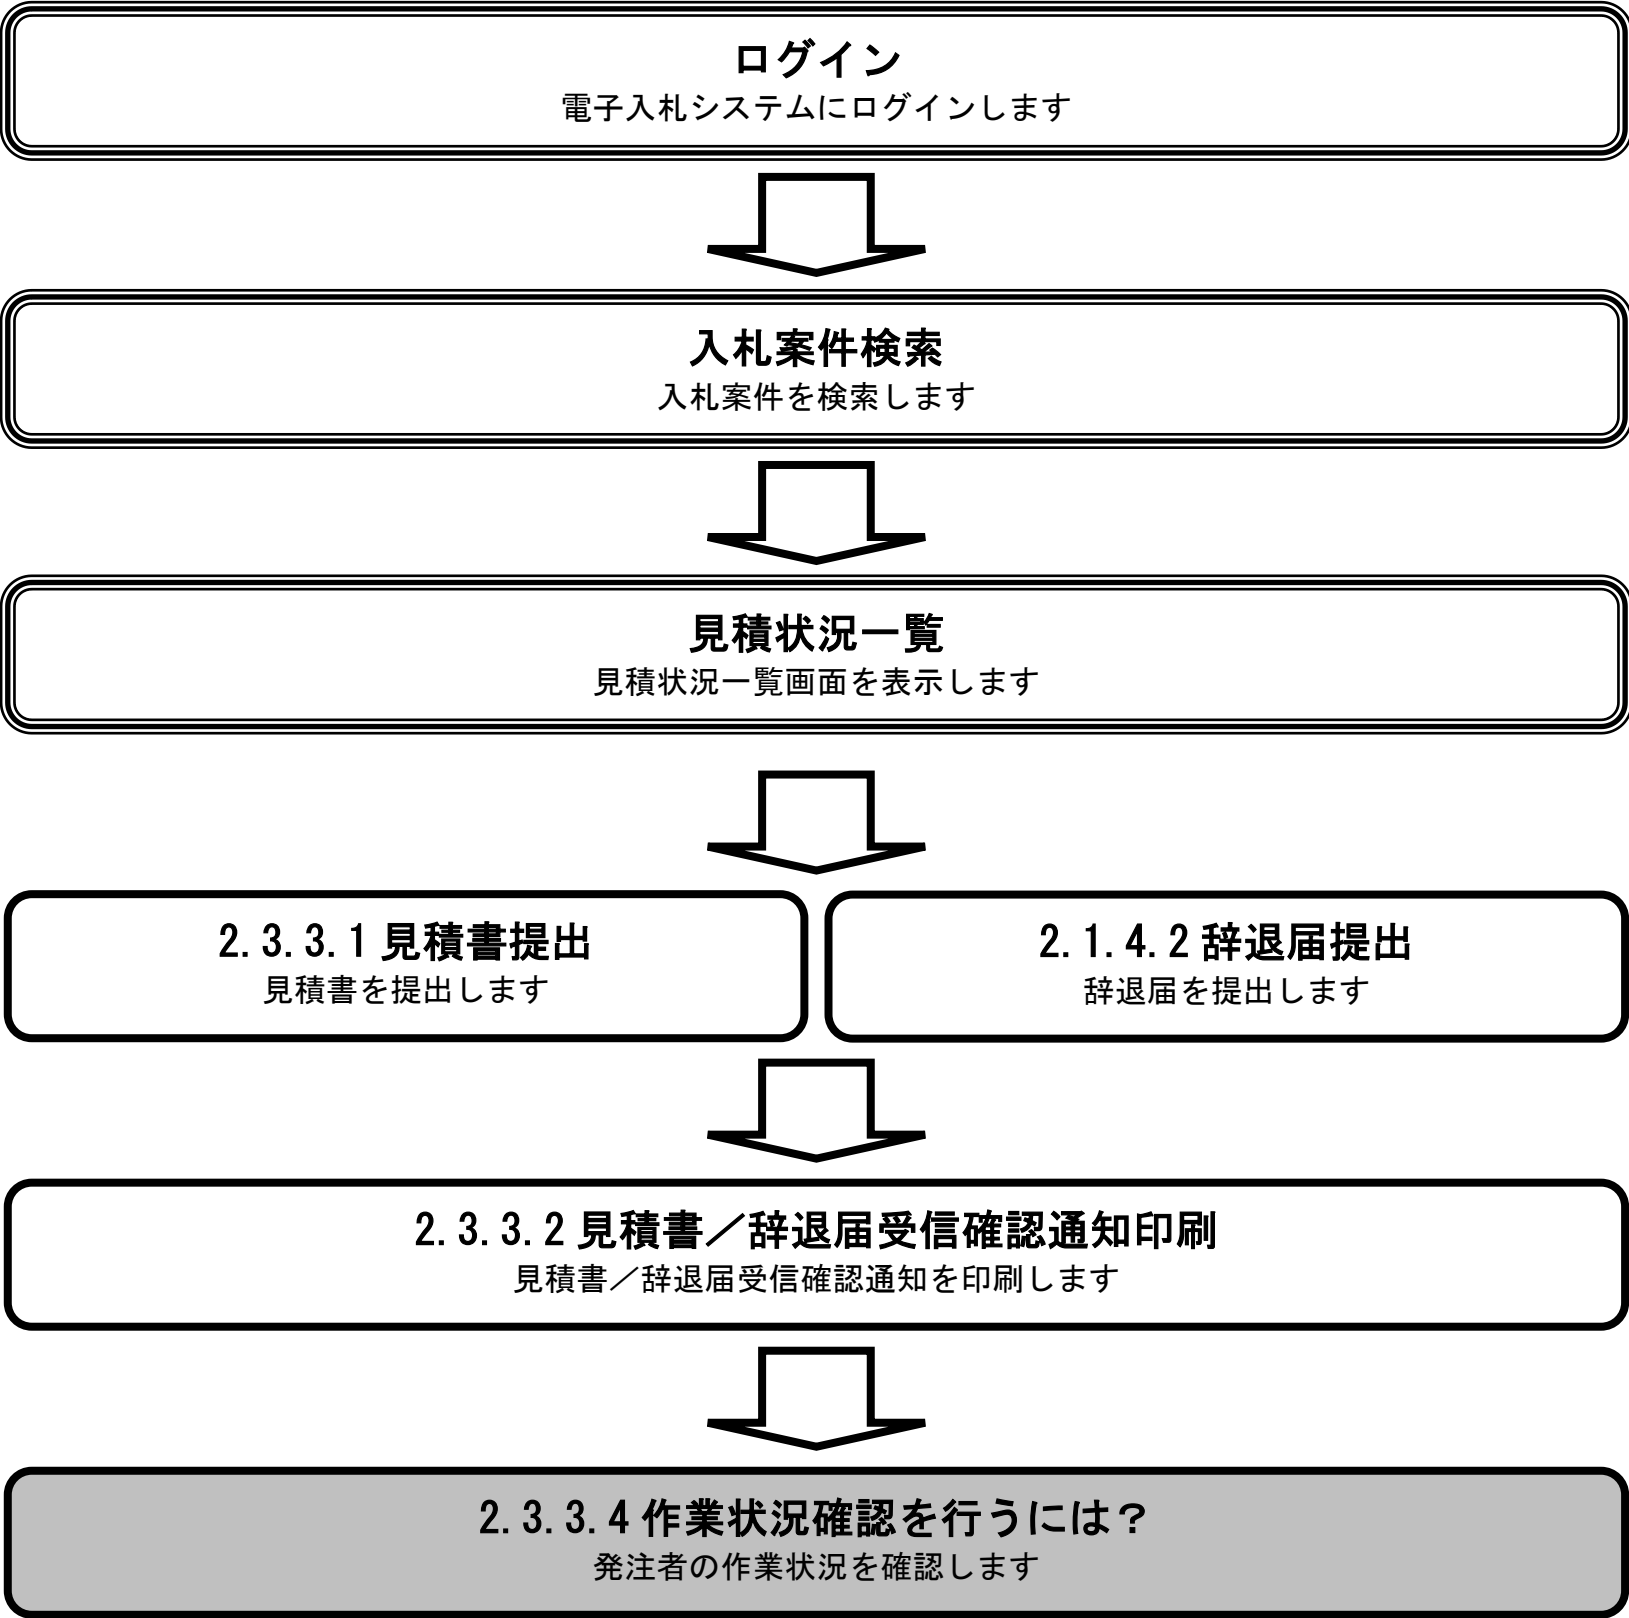 ログイン
電子入札システムにログインします
入札案件検索
入札案件を検索します
見積状況一覧
見積状況一覧画面を表示します
2.3.3.1 見積書提出
見積書を提出します
2.1.4.2 辞退届提出
辞退届を提出します
2.3.3.2 見積書／辞退届受信確認通知印刷
見積書／辞退届受信確認通知を印刷します
2.3.3.4 作業状況確認を行うには？
発注者の作業状況を確認します